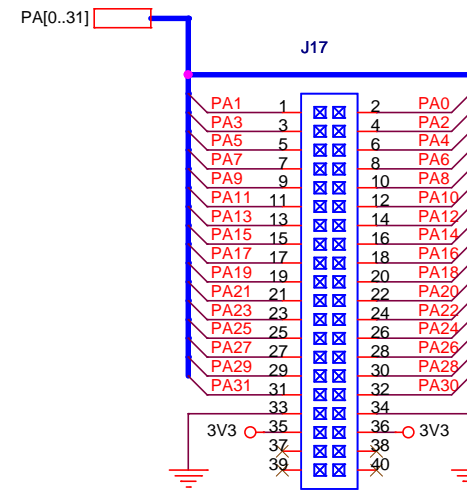 PA[0..31]
J17
PA1 1 2 PA0
PA3 3 4 PA2
PA5 5 6 PA4
PA7 7 8 PA6
PA9 9 10 PA8
PA11 11 12 PA10
PA13 13 14 PA12
PA15 15 16 PA14
PA17 17 18 PA16
PA19 19 20 PA18
PA21 21 22 PA20
PA23 23 24 PA22
PA25 25 26 PA24
PA27 27 28 PA26
PA29 29 30 PA28
PA31 31 32 PA30
33 34
3V3 35 36 3V3
37 38
39 40